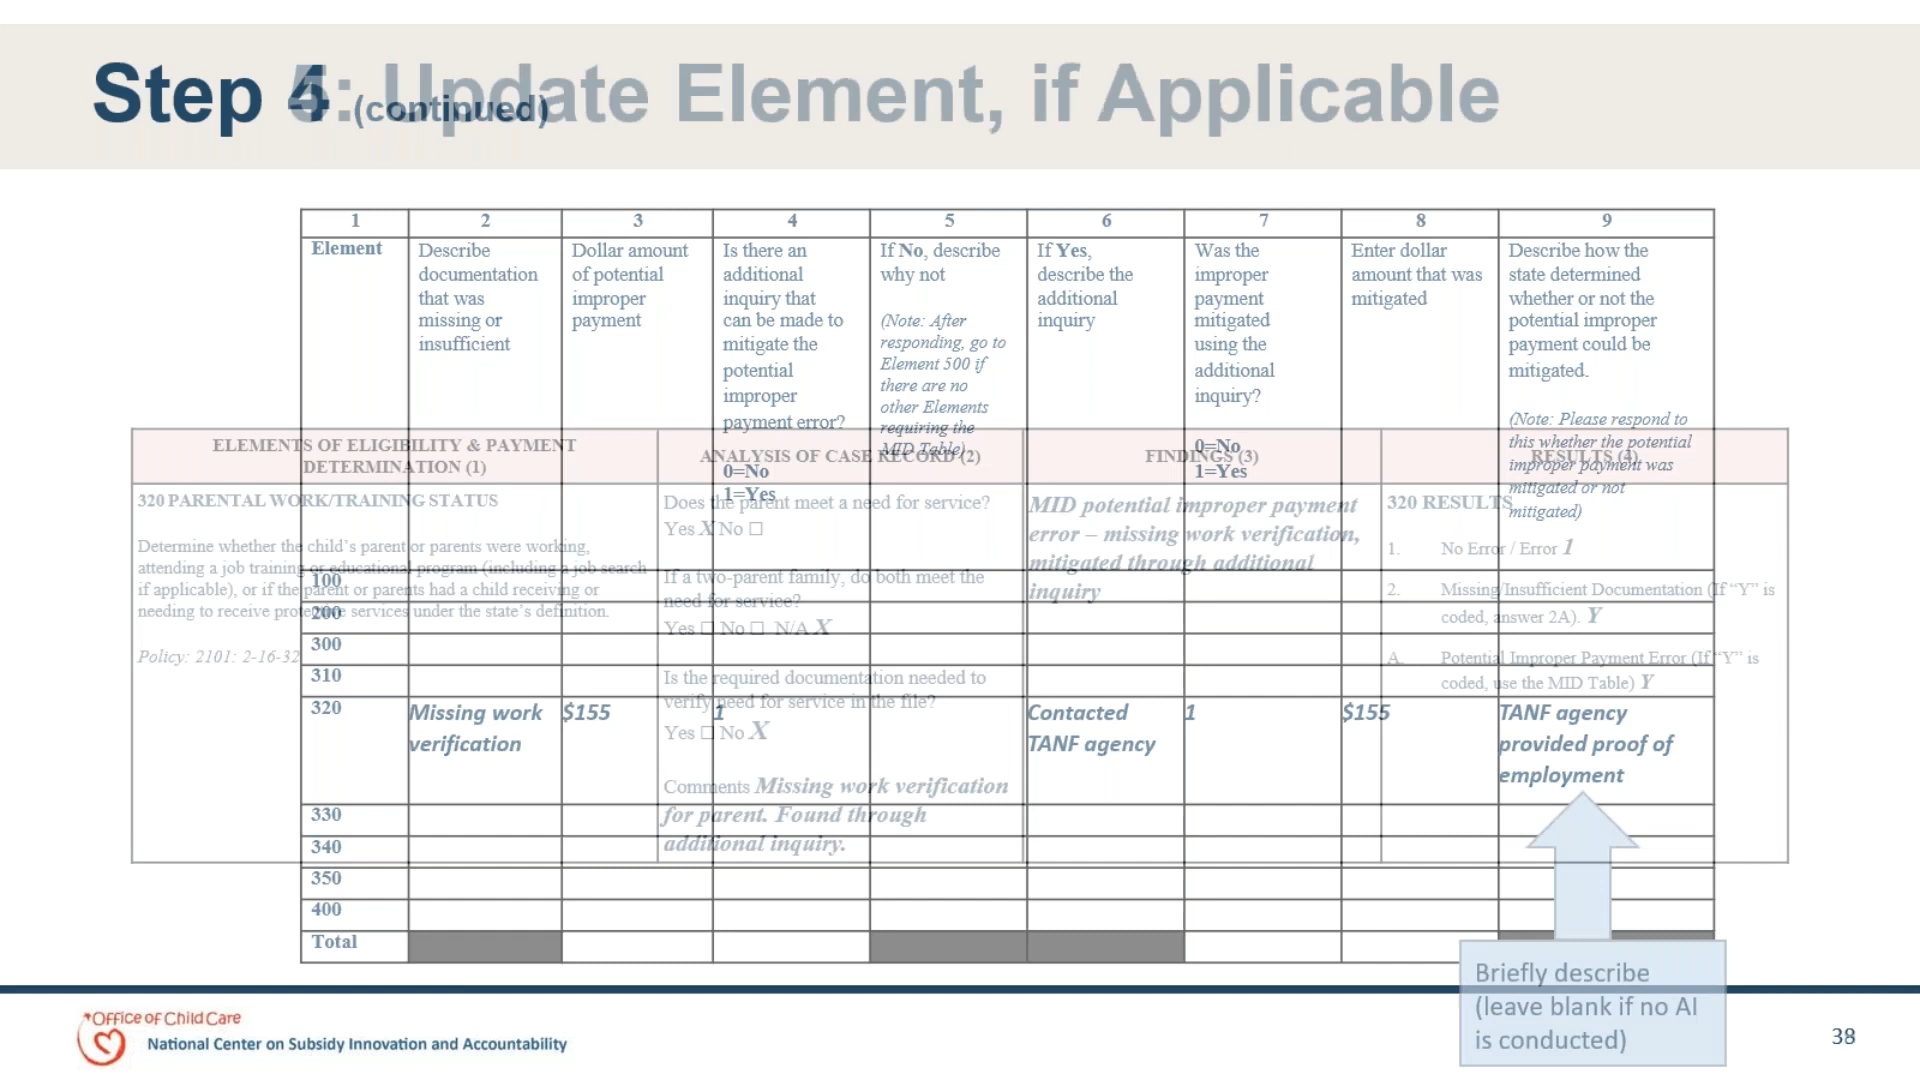 Step 4 (continued)
Step 5: Update Element, if Applicable
1 2 3 4 5 6 7 8 9
Element
Describe
documentation
that was
missing or
insufficient
Dollar amount
of potential
improper
payment
Is there an
additional
inquiry that
can be made to
mitigate the
potential
improper
payment error?
0=No
1=Yes
If No, describe
why not
(Note: After
responding, go to
Element 500 if
there are no
other Elements
requiring the
MID Table)
If Yes,
describe the
additional
inquiry
Was the
improper
payment
mitigated
using the
additional
inquiry?
0=No
1=Yes
Enter dollar
amount that was
mitigated
Describe how the
state determined
whether or not the
potential improper
payment could be
mitigated.
(Note: Please respond to
this whether the potential
improper payment was
mitigated or not
mitigated)
100
200
300
310
320
Missing work
verification
$155
1
Contacted
TANF agency
1
$155
TANF agency
provided proof of
employment
330
340
350
400
Total
ELEMENTS OF ELIGIBILITY & PAYMENT
DETERMINATION (1)
ANALYSIS OF CASE RECORD (2)
FINDINGS (3)
RESULTS (4)
320 PARENTAL WORK/TRAINING STATUS
Determine whether the child's parent or parents were working,
attending a job training or educational program (including a job search
if applicable), or if the parent or parents had a child receiving or
needing to receive protective services under the state's definition.
Policy: 2101: 2-16-32
Does the parent meet a need for service?
Yes X No ☐
If a two-parent family, do both meet the
need for service?
Yes ☐ No ☐ N/A X
Is the required documentation needed to
verify need for service in the file?
Yes ☐ No X
Comments Missing work verification
for parent. Found through
additional inquiry.
MID potential improper payment
error – missing work verification,
mitigated through additional
inquiry
320 RESULTS
1. No Error / Error 1
2. Missing/Insufficient Documentation (If “Y” is
coded, answer 2A). Y
A. Potential Improper Payment Error (If “Y” is
coded, use the MID Table) Y
Briefly describe
(leave blank if no AI
is conducted)
Office of Child Care
National Center on Subsidy Innovation and Accountability
38